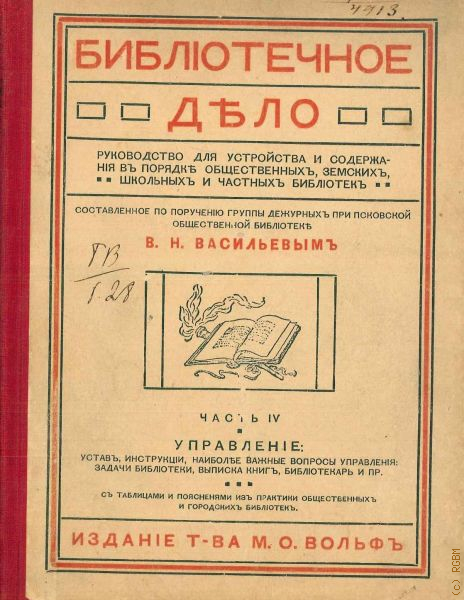 4913.
БИБЛІОТЕЧНОЕ
ДѢЛО
РУКОВОДСТВО ДЛЯ УСТРОЙСТВА И СОДЕРЖА-
НІЯ ВЪ ПОРЯДКѢ ОБЩЕСТВЕННЫХЪ, ЗЕМСКИХЪ,
ШКОЛЬНЫХЪ И ЧАСТНЫХЪ БИБЛІОТЕКЪ
СОСТАВЛЕННОЕ ПО ПОРУЧЕНІЮ ГРУППЫ ДЕЖУРНЫХЪ ПРИ ПСКОВСКОЙ
ОБЩЕСТВЕННОЙ БИБЛІОТЕКѢ
В. Н. ВАСИЛЬЕВЫМЪ
ЧАСТЬ IV
УПРАВЛЕНІЕ:
УСТАВЪ, ИНСТРУКЦІИ, НАИБОЛѢЕ ВАЖНЫЕ ВОПРОСЫ УПРАВЛЕНІЯ:
ЗАДАЧИ БИБЛІОТЕКИ, ВЫПИСКА КНИГЪ, БИБЛІОТЕКАРЬ И ПР.
СЪ ТАБЛИЦАМИ И ПОЯСНЕНІЯМИ ИЗЪ ПРАКТИКИ ОБЩЕСТВЕННЫХЪ
И ГОРОДСКИХЪ БИБЛІОТЕКЪ.
ИЗДАНІЕ Т-ВА М. О. ВОЛЬФЪ
(c) RGBM